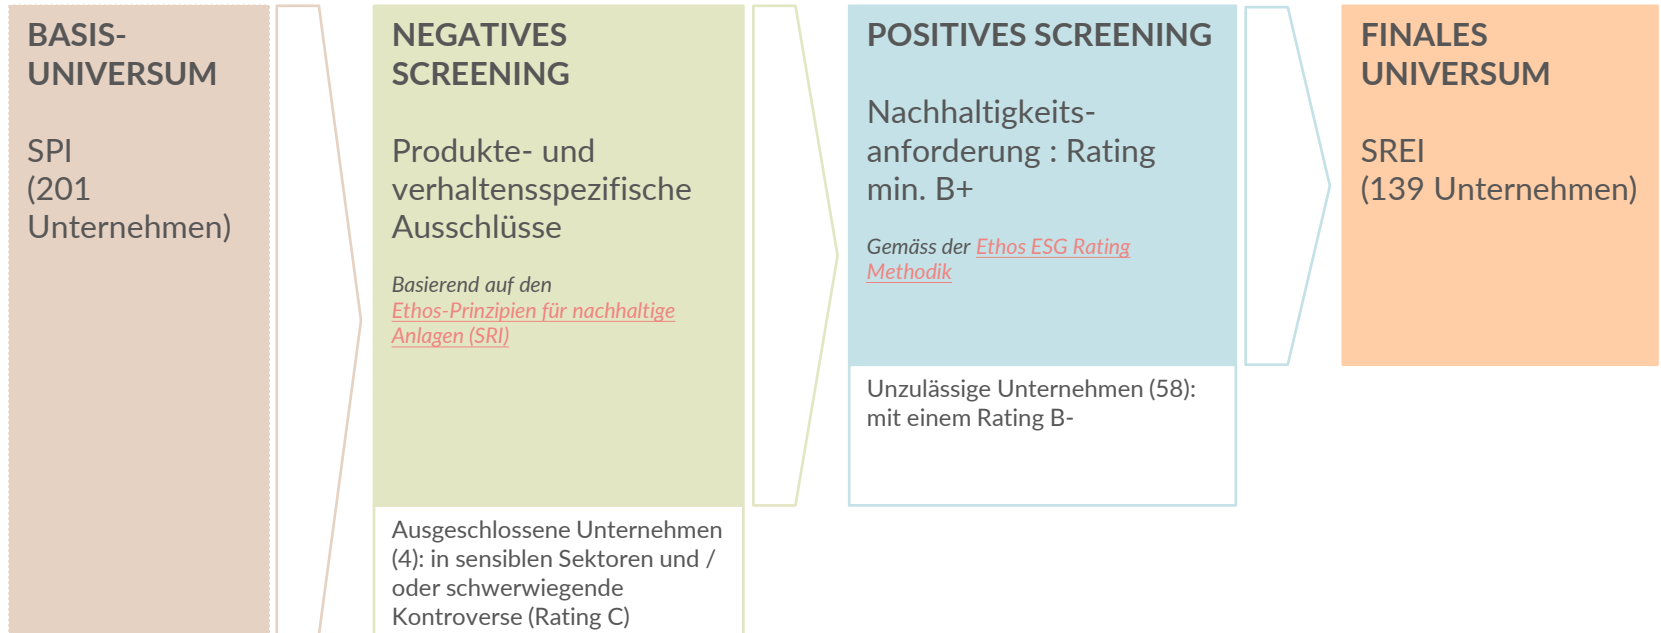 BASIS-
UNIVERSUM
SPI
(201
Unternehmen)
NEGATIVES
SCREENING
Produkte- und
verhaltensspezifische
Ausschlüsse
Basierend auf den
Ethos-Prinzipien für nachhaltige
Anlagen (SRI)
Ausgeschlossene Unternehmen
(4): in sensiblen Sektoren und /
oder schwerwiegende
Kontroverse (Rating C)
POSITIVES SCREENING
Nachhaltigkeits-
anforderung : Rating
min. B+
Gemäss der Ethos ESG Rating
Methodik
Unzulässige Unternehmen (58):
mit einem Rating B-
FINALES
UNIVERSUM
SREI
(139 Unternehmen)